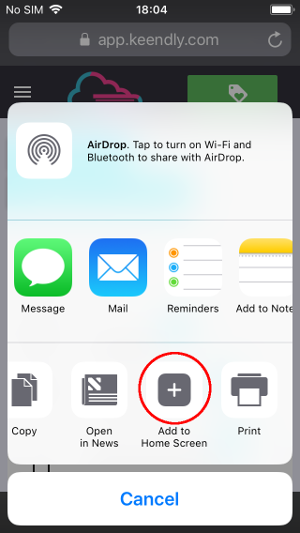 No SIM 18:04
app.keendly.com
AirDrop. Tap to turn on Wi-Fi and
Bluetooth to share with AirDrop.
Message Mail Reminders Add to Note
Copy Open Add to Print
in News Home Screen
Cancel